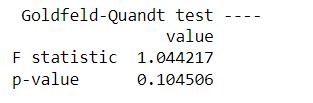 Goldfeld-Quandt test ----
value
F statistic 1.044217
p-value 0.104506